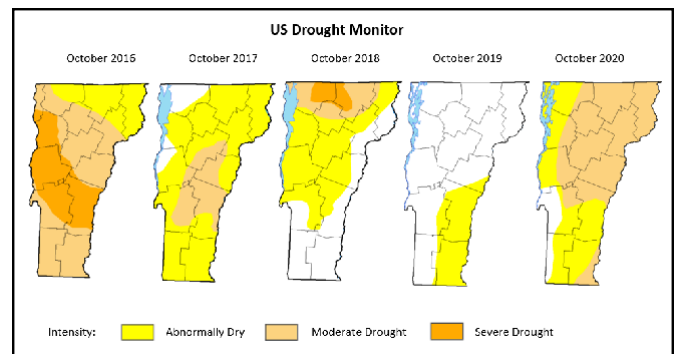 US Drought Monitor
October 2016 October 2017 October 2018 October 2019 October 2020
Intensity: Abnormally Dry Moderate Drought Severe Drought